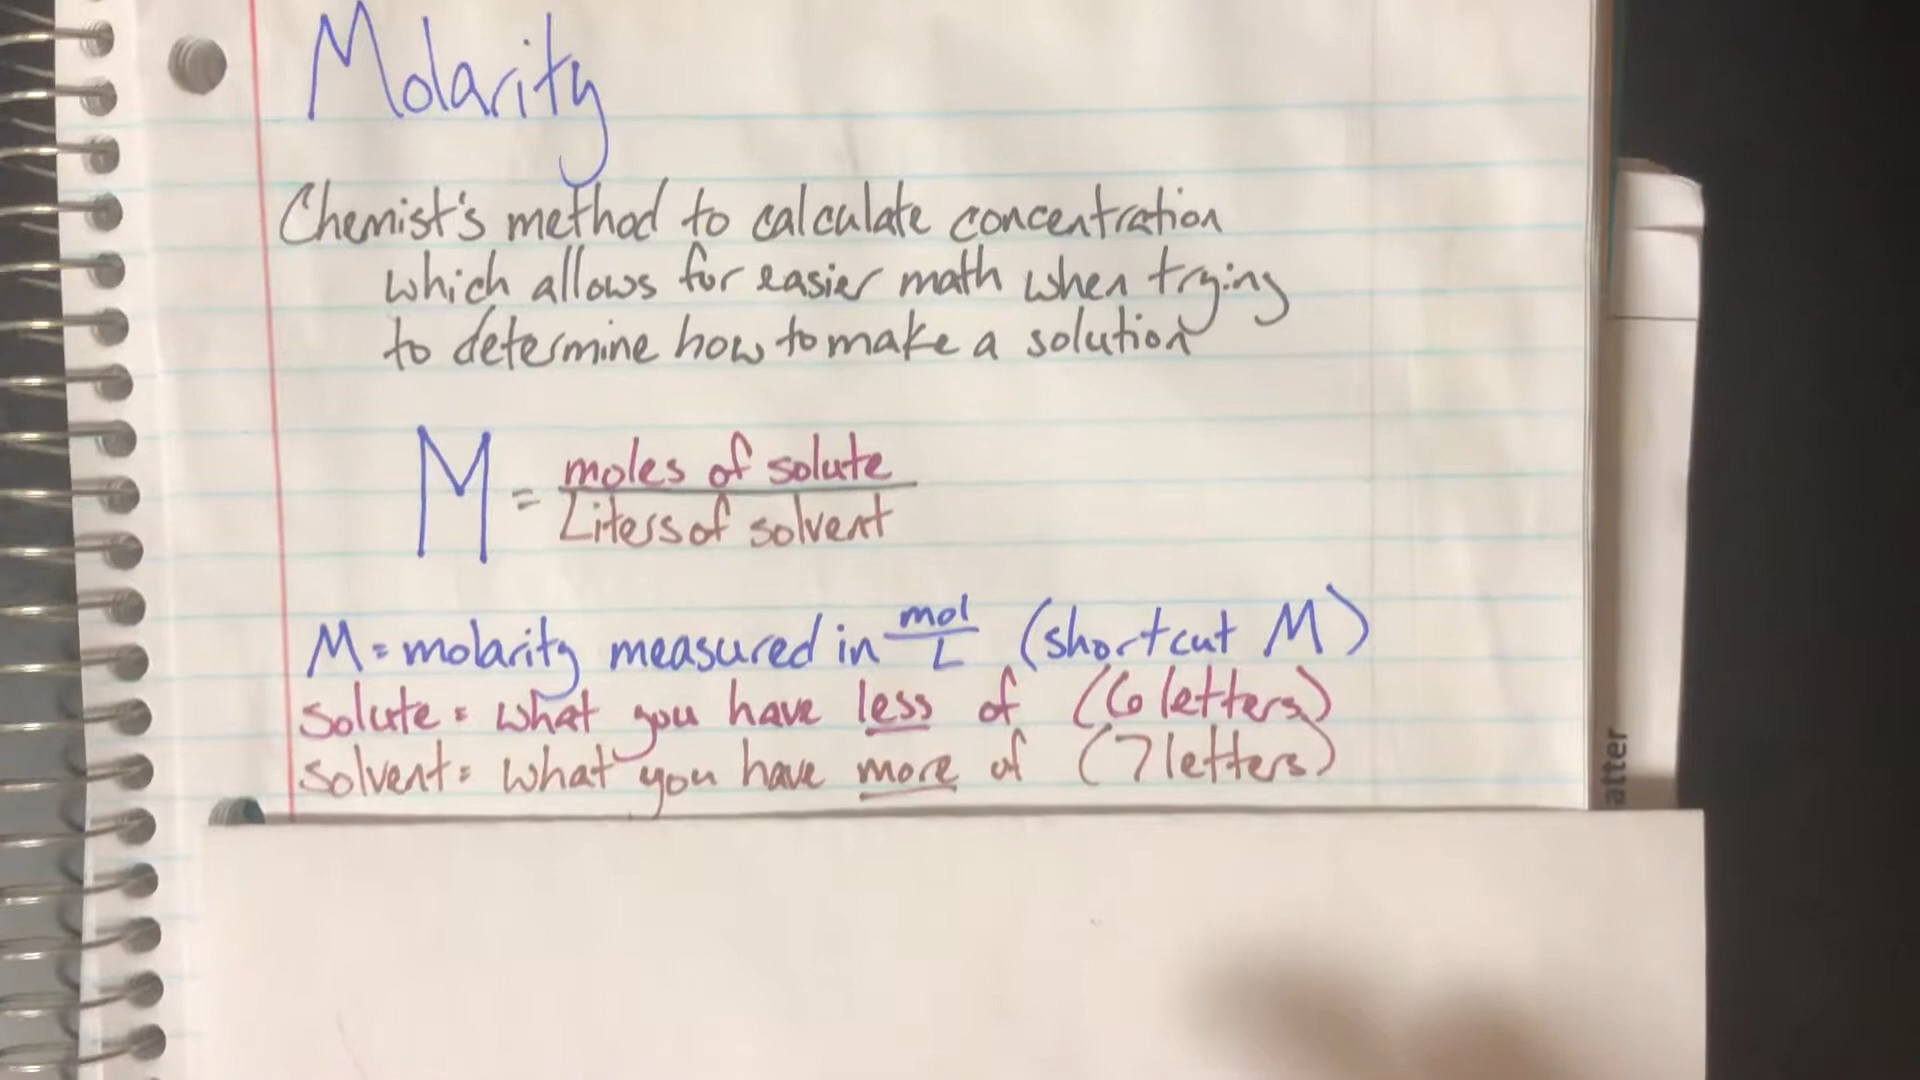 Molarity
Chemist's method to calculate concentration
which allows for easier math when trying
to determine how to make a solution
M = moles of solute
Liters of solvent
M = molarity measured in mol/L (shortcut M)
solute = what you have less of (6 letters)
solvent = what you have more of (7 letters)
atter